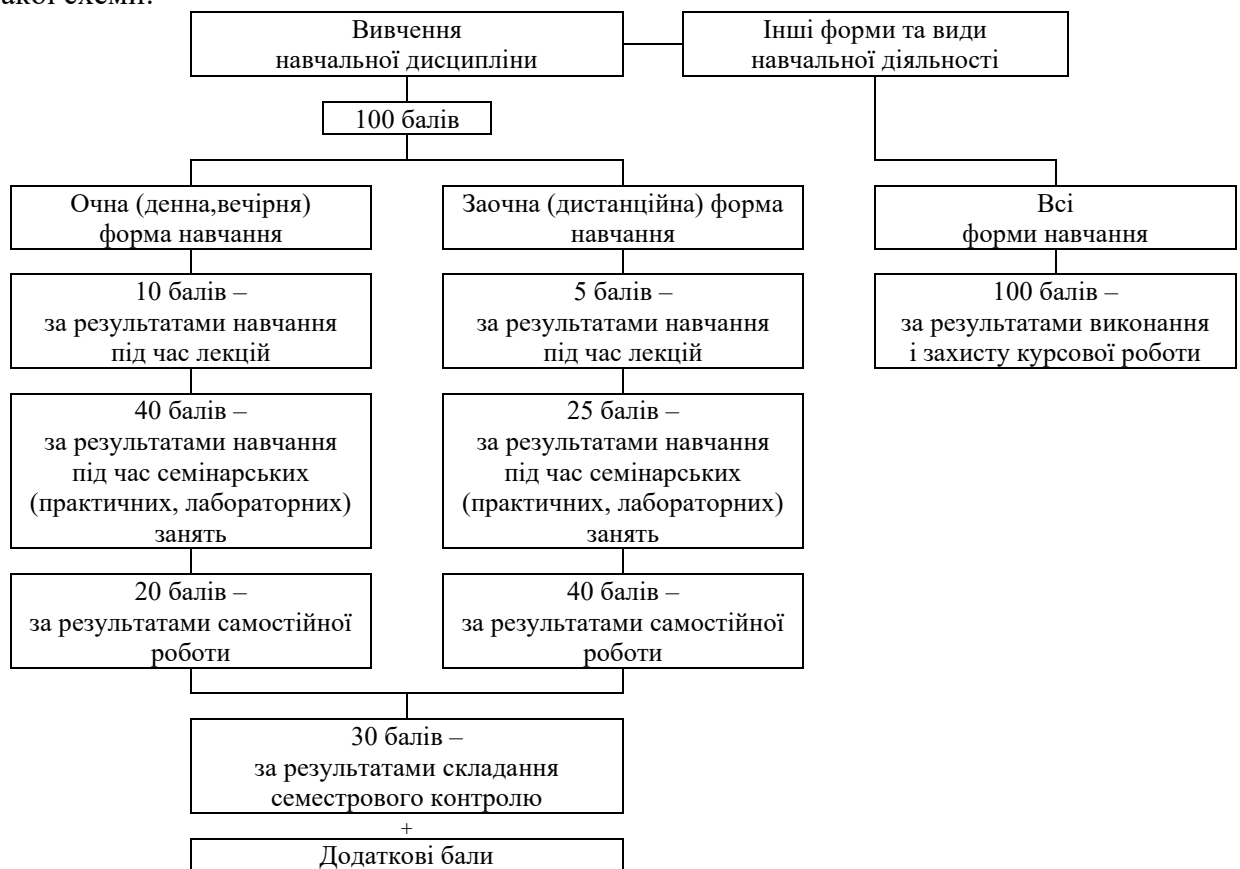 акої схеми:
Вивчення
навчальної дисципліни
Інші форми та види
навчальної діяльності
100 балів
Очна (денна,вечірня)
форма навчання
Заочна (дистанційна) форма
навчання
Всі
форми навчання
10 балів –
за результатами навчання
під час лекцій
5 балів –
за результатами навчання
під час лекцій
100 балів –
за результатами виконання
і захисту курсової роботи
40 балів –
за результатами навчання
під час семінарських
(практичних, лабораторних)
занять
25 балів –
за результатами навчання
під час семінарських
(практичних, лабораторних)
занять
20 балів –
за результатами самостійної
роботи
40 балів –
за результатами самостійної
роботи
30 балів –
за результатами складання
семестрового контролю
+
Додаткові бали